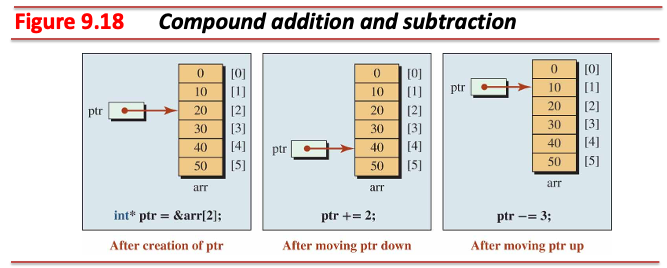 Figure 9.18 Compound addition and subtraction
ptr
0 [0]
10 [1]
20 [2]
30 [3]
40 [4]
50 [5]
arr
int* ptr = &arr[2];
After creation of ptr
ptr
0 [0]
10 [1]
20 [2]
30 [3]
40 [4]
50 [5]
arr
ptr += 2;
After moving ptr down
ptr
0 [0]
10 [1]
20 [2]
30 [3]
40 [4]
50 [5]
arr
ptr −= 3;
After moving ptr up